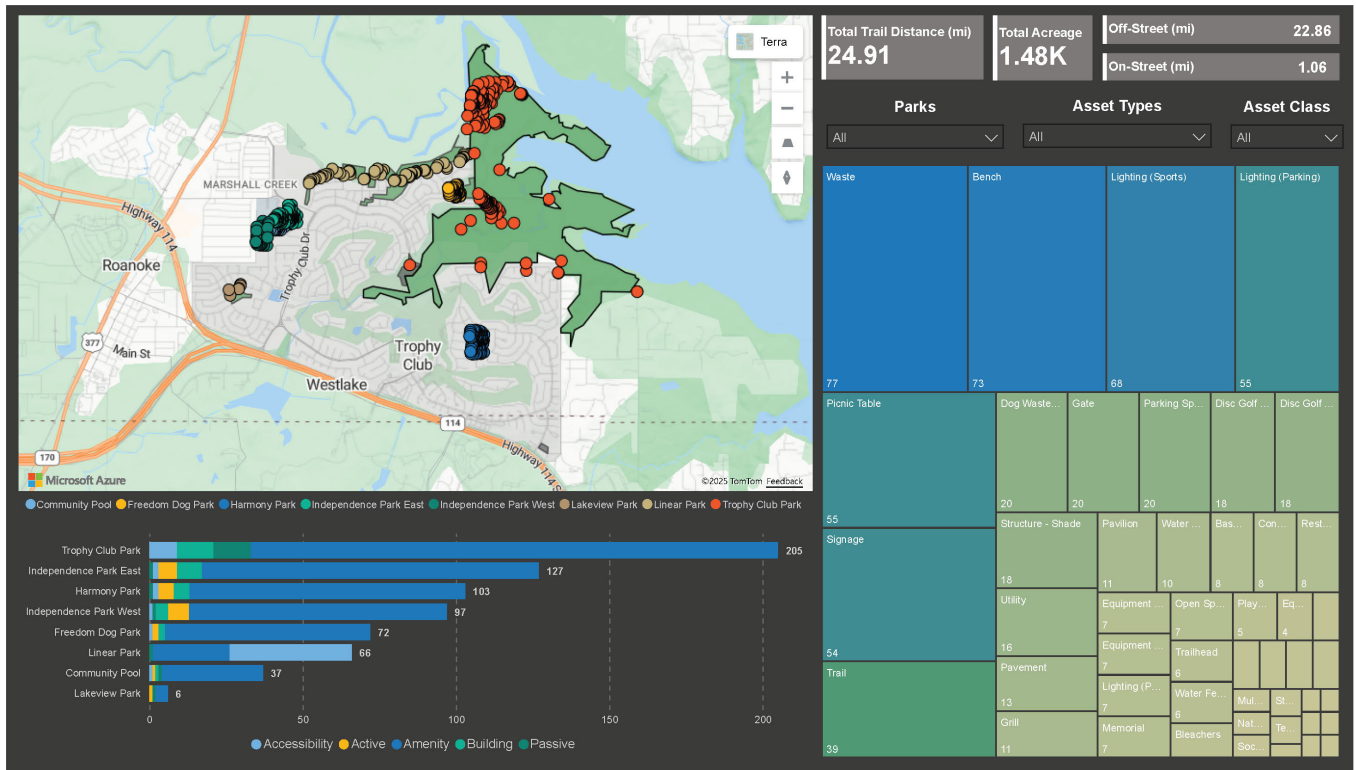 Terra
MARSHALL CREEK
Highway 114
Roanoke
Trophy Club Dr
377
Main St
Trophy
Club
Westlake
114
Highway 114 S
170
Microsoft Azure
©2025 TomTom Feedback
Community Pool Freedom Dog Park Harmony Park Independence Park East Independence Park West Lakeview Park Linear Park Trophy Club Park
Trophy Club Park 205
Independence Park East 127
Harmony Park 103
Independence Park West 97
Freedom Dog Park 72
Linear Park 66
Community Pool 37
Lakeview Park 6
0 50 100 150 200
Accessibility Active Amenity Building Passive
Total Trail Distance (mi)
24.91
Total Acreage
1.48K
Off-Street (mi) 22.86
On-Street (mi) 1.06
Parks Asset Types Asset Class
All All All
Waste Bench Lighting (Sports) Lighting (Parking)
77 73 68 55
Picnic Table
55
Signage
54
Trail
39
Dog Waste... Gate Parking Sp... Disc Golf ... Disc Golf ...
20 20 20 18 18
Structure - Shade
18
Pavilion Water ... Bas... Con... Rest...
11 10 8 8 8
Utility
16
Pavement
13
Grill
11
Equipment ...
7
Equipment ...
7
Lighting (P...
7
Memorial
7
Open Sp...
7
Trailhead
6
Water Fe...
6
Bleachers
Play...
5
Eq...
4
Mul... St...
Nat... Te...
Soc...